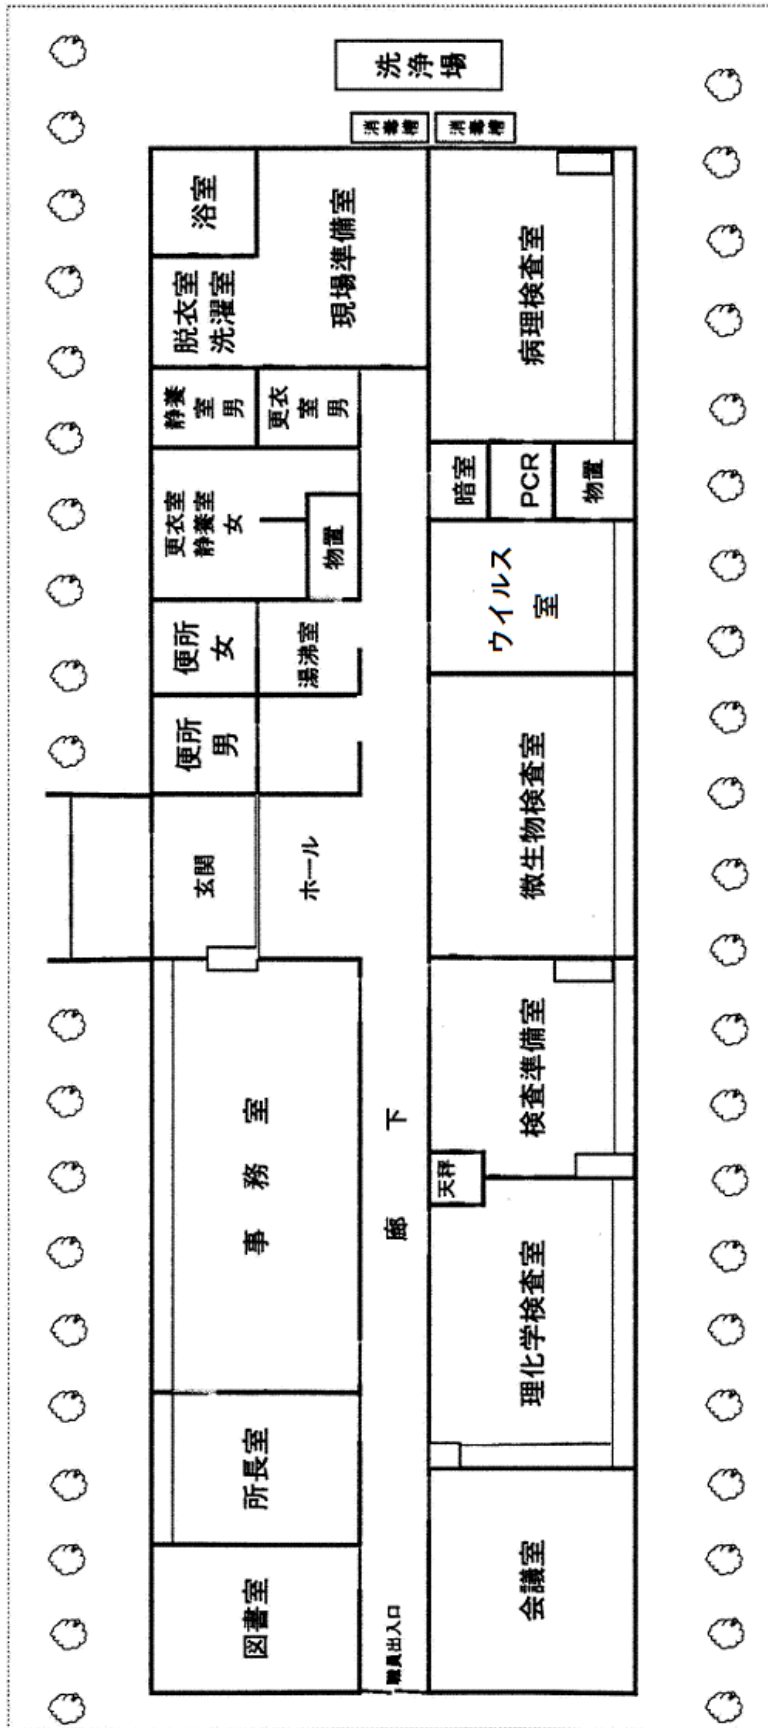 洗浄場
消毒槽
消毒槽
浴室
脱衣室
洗濯室
現場準備室
病理検査室
静養
室
男
更衣
室
男
更衣室
静養室
女
物置
暗室
PCR
物置
ウイルス
室
便所
女
湯沸室
便所
男
微生物検査室
玄関
ホール
検査準備室
天秤
事務室
廊下
理化学検査室
所長室
図書室
職員出入口
会議室